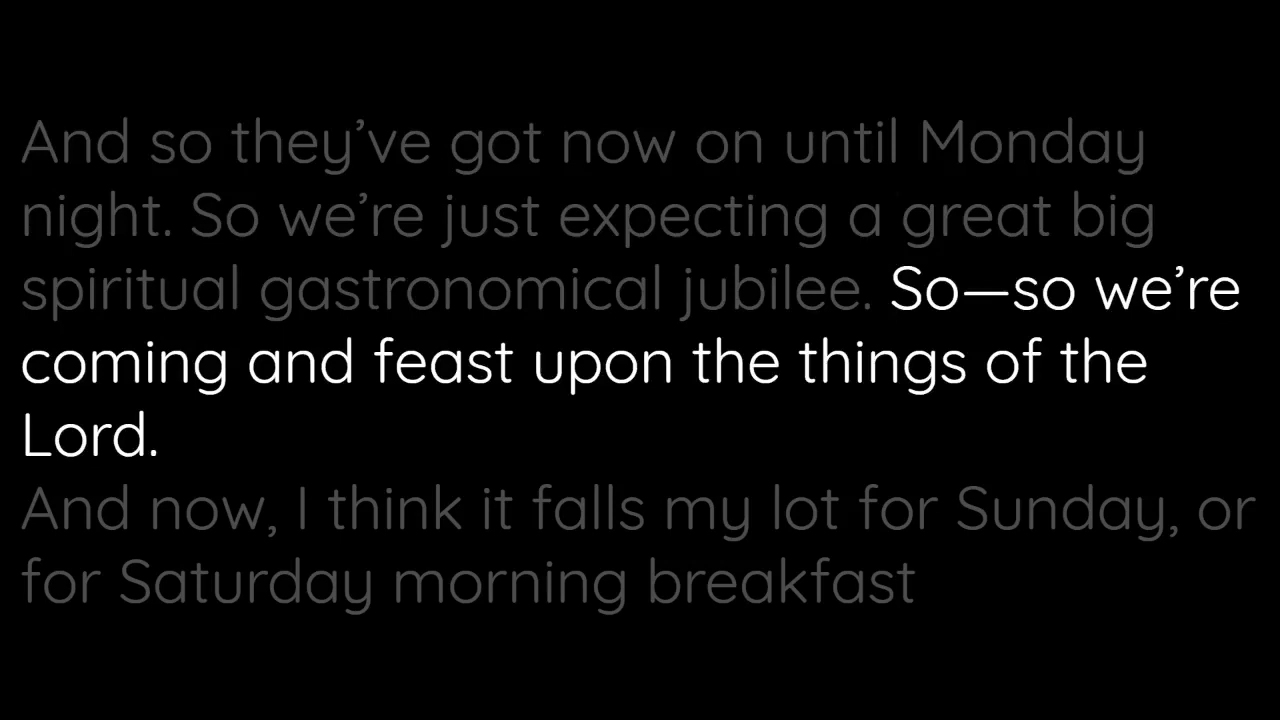 And so they’ve got now on until Monday
night. So we’re just expecting a great big
spiritual gastronomical jubilee. So—so we’re
coming and feast upon the things of the
Lord.
And now, I think it falls my lot for Sunday, or
for Saturday morning breakfast